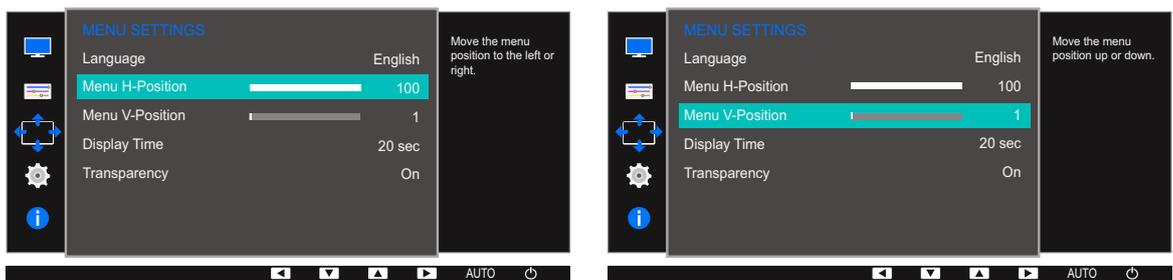 MENU SETTINGS
Language English
Menu H-Position 100
Menu V-Position 1
Display Time 20 sec
Transparency On
Move the menu
position to the left or
right.
AUTO
MENU SETTINGS
Language English
Menu H-Position 100
Menu V-Position 1
Display Time 20 sec
Transparency On
Move the menu
position up or down.
AUTO